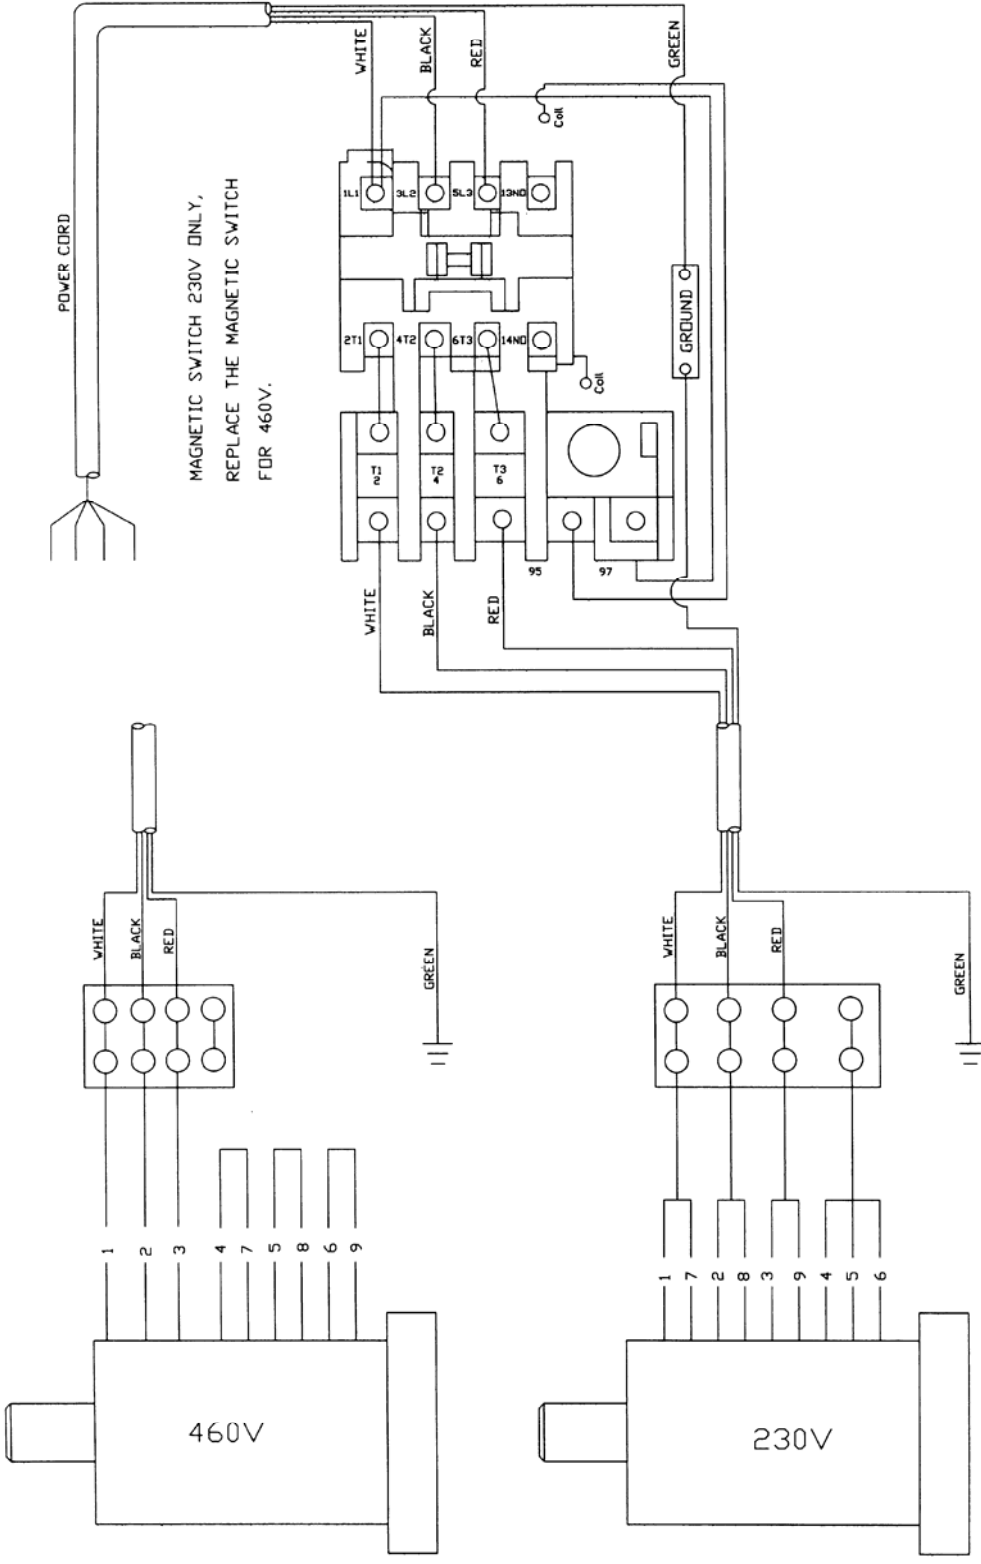 POWER CORD
WHITE
BLACK
RED
GREEN
MAGNETIC SWITCH 230V ONLY,
REPLACE THE MAGNETIC SWITCH
FOR 460V.
Coil
1L1
3L2
5L3
13NO
GROUND
2T1
4T2
6T3
14NO
Coil
T1
2
T2
4
T3
6
95
97
WHITE
BLACK
RED
WHITE
BLACK
RED
GREEN
WHITE
BLACK
RED
GREEN
1
2
3
4
7
5
8
6
9
1
7
2
8
3
9
4
5
6
460V
230V